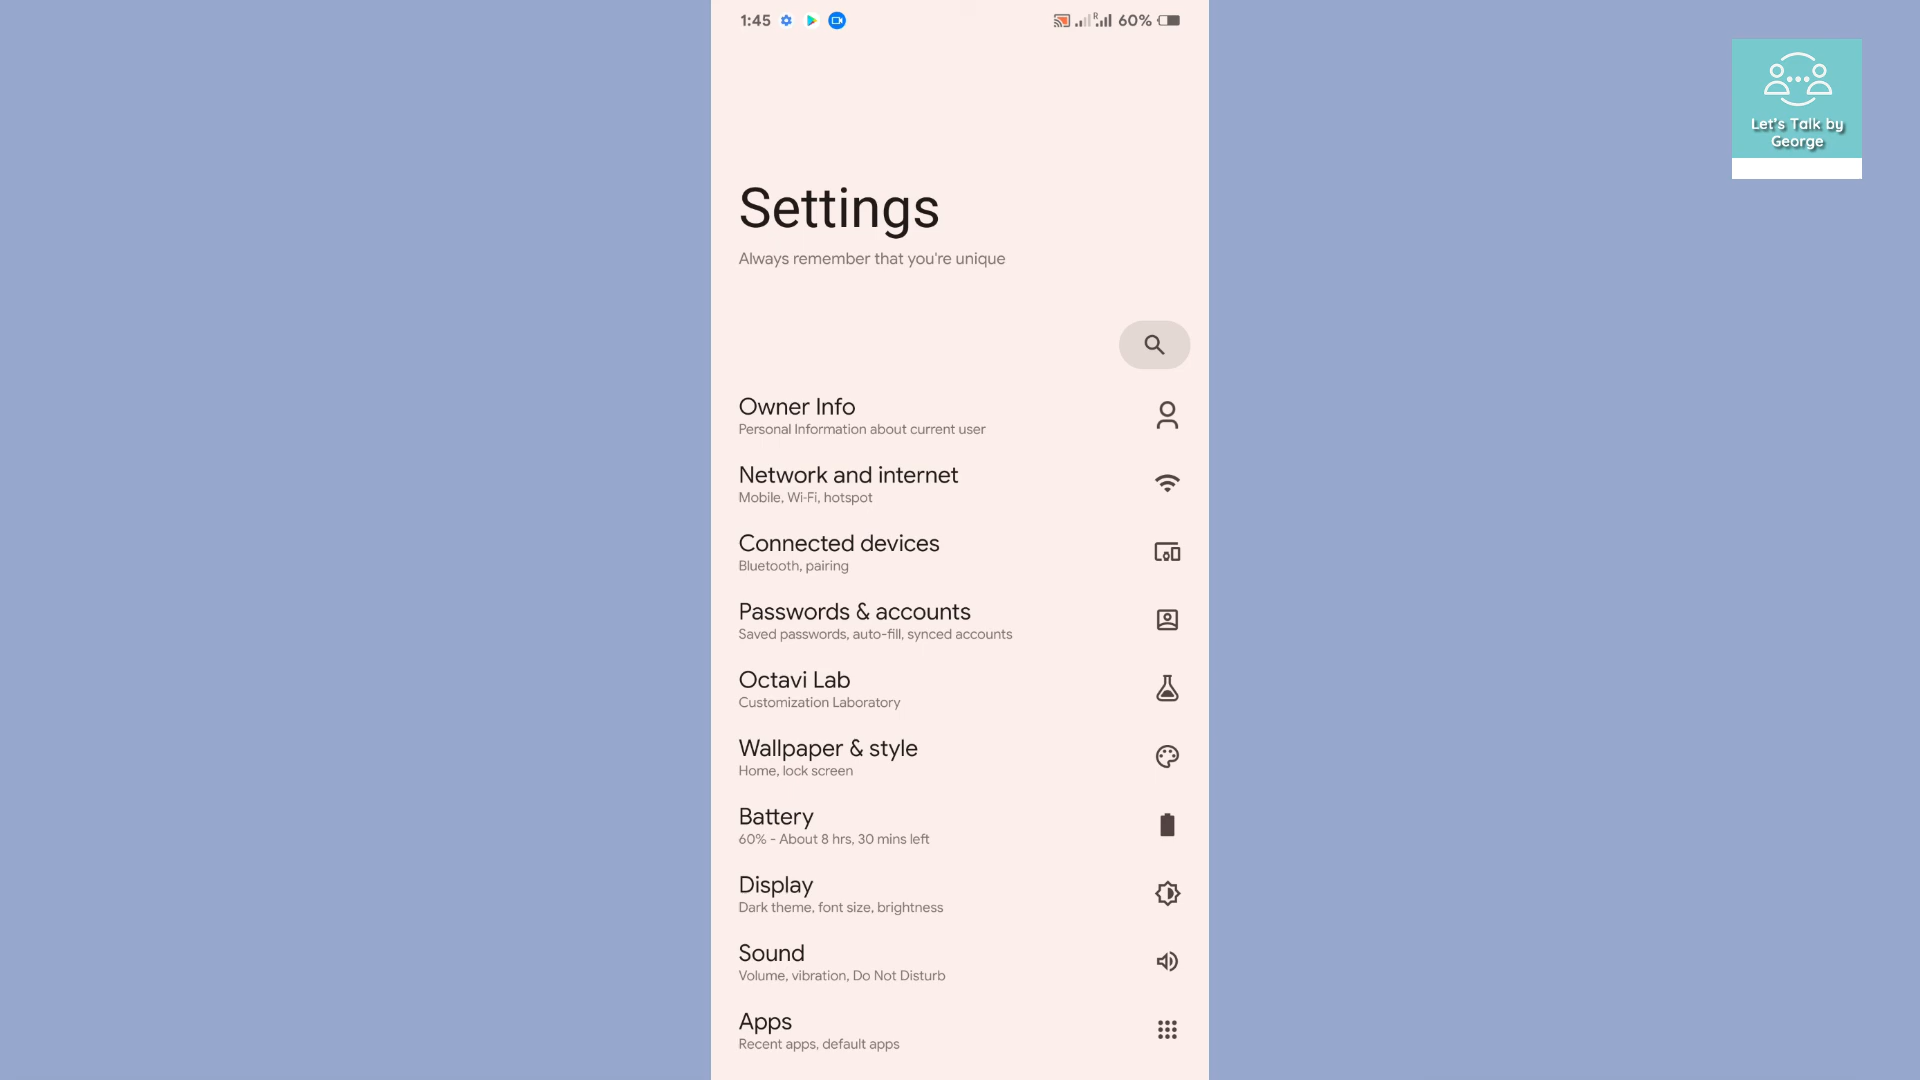 1:45
R
60%
Let's Talk by
George
Settings
Always remember that you're unique
Owner Info
Personal Information about current user
Network and internet
Mobile, Wi-Fi, hotspot
Connected devices
Bluetooth, pairing
Passwords & accounts
Saved passwords, auto-fill, synced accounts
Octavi Lab
Customization Laboratory
Wallpaper & style
Home, lock screen
Battery
60% - About 8 hrs, 30 mins left
Display
Dark theme, font size, brightness
Sound
Volume, vibration, Do Not Disturb
Apps
Recent apps, default apps